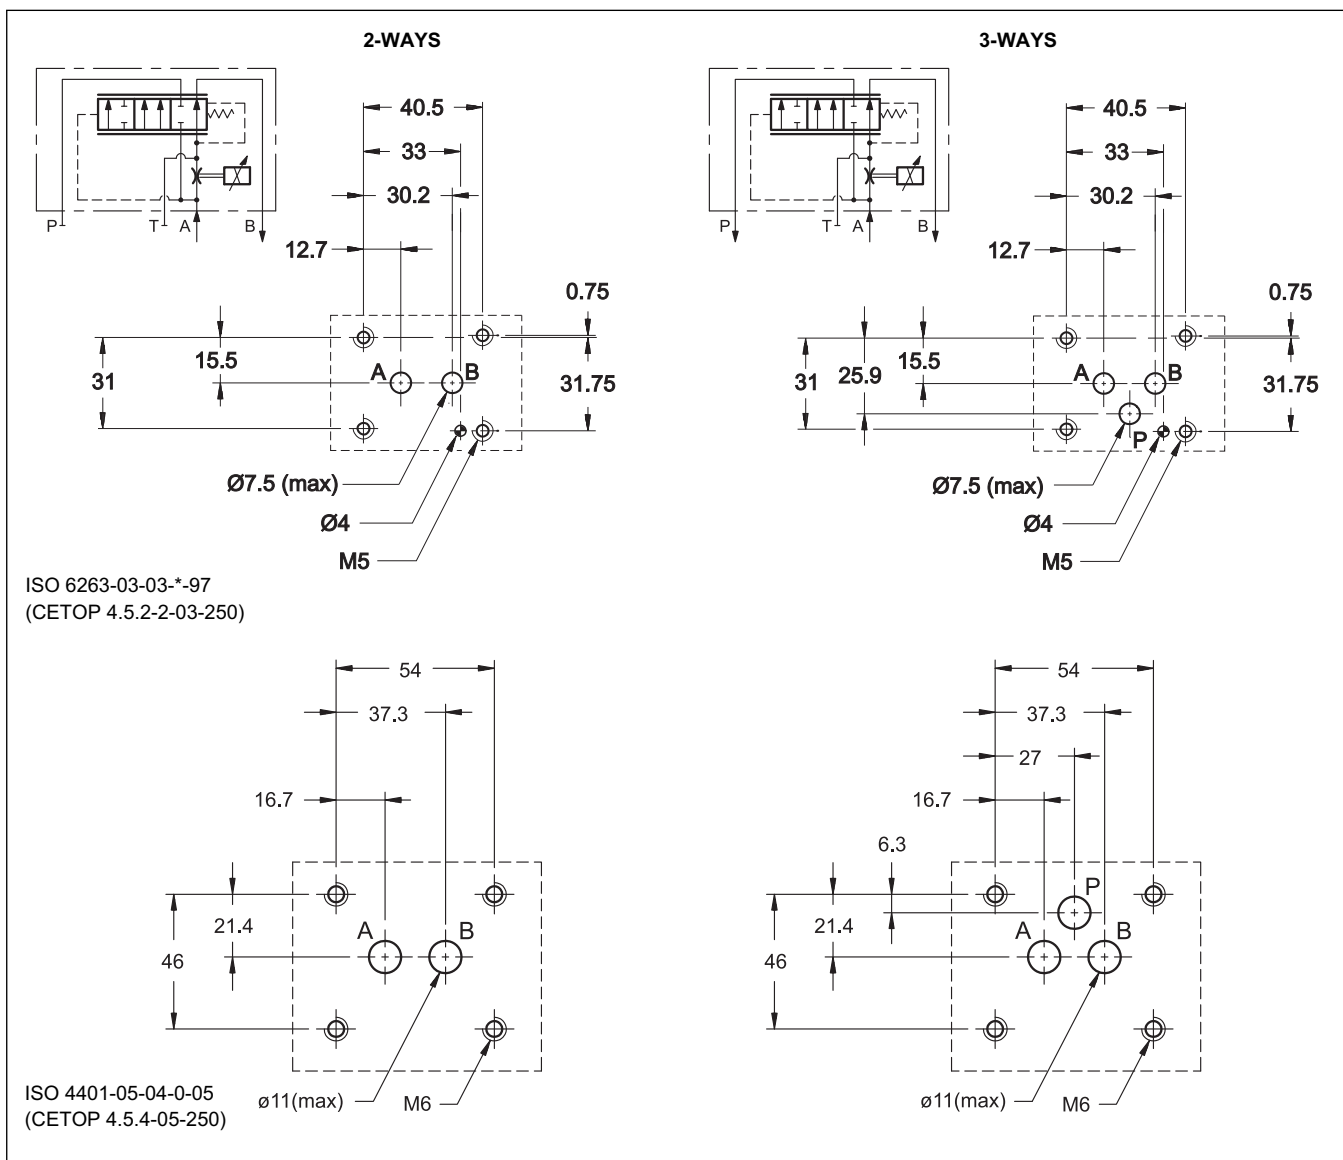 2-WAYS
3-WAYS
P
T
A
B
40.5
33
30.2
12.7
0.75
31
15.5
A
B
31.75
Ø7.5 (max)
Ø4
M5
P
T
A
B
40.5
33
30.2
12.7
0.75
31
25.9
15.5
A
B
P
31.75
Ø7.5 (max)
Ø4
M5
ISO 6263-03-03-*-97
(CETOP 4.5.2-2-03-250)
54
37.3
16.7
46
21.4
A
B
ø11(max)
M6
54
37.3
27
16.7
6.3
46
21.4
P
A
B
ø11(max)
M6
ISO 4401-05-04-0-05
(CETOP 4.5.4-05-250)